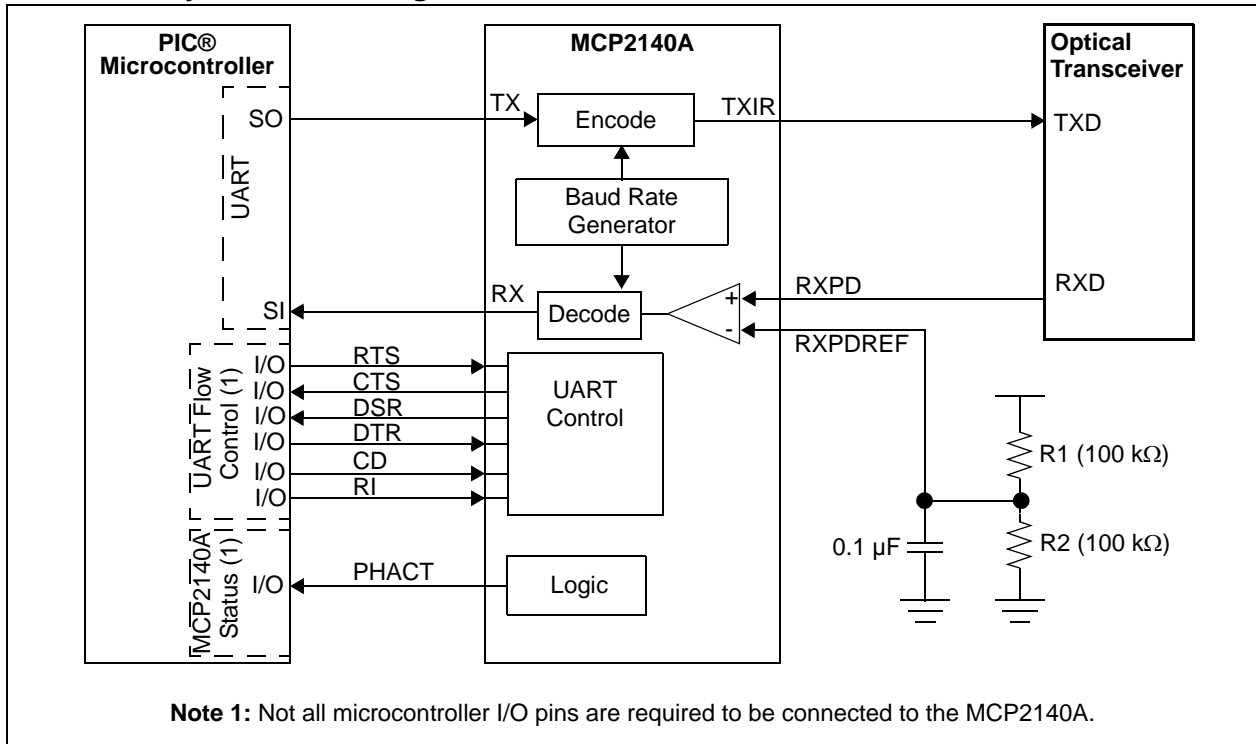 PIC®
Microcontroller
MCP2140A
Optical
Transceiver
UART
SO
TX
Encode
TXIR
TXD
Baud Rate
Generator
SI
RX
Decode
+
-
RXPD
RXD
RXPDREF
UART Flow
Control (1)
I/O
RTS
I/O
CTS
I/O
DSR
I/O
DTR
I/O
CD
I/O
RI
UART
Control
R1 (100 kΩ)
0.1 µF
R2 (100 kΩ)
MCP2140A
Status (1)
I/O
PHACT
Logic
Note 1: Not all microcontroller I/O pins are required to be connected to the MCP2140A.